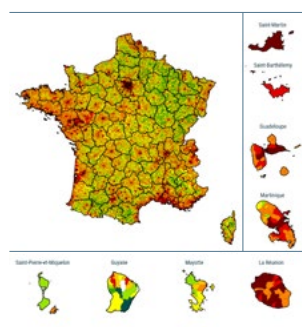 Saint-Martin
Saint-Barthélemy
Guadeloupe
Martinique
Saint-Pierre-et-Miquelon
Guyane
Mayotte
La Réunion